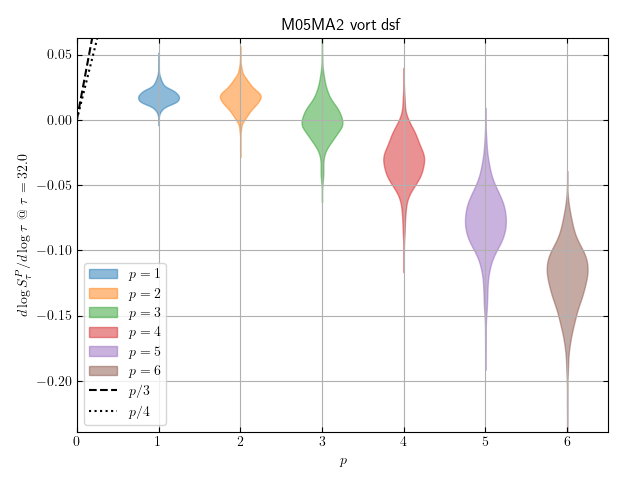 M05MA2 vort dsf
d log S_τ^P / d log τ @ τ = 32.0
0.05
0.00
−0.05
−0.10
−0.15
−0.20
p = 1
p = 2
p = 3
p = 4
p = 5
p = 6
p/3
p/4
0 1 2 3 4 5 6
p